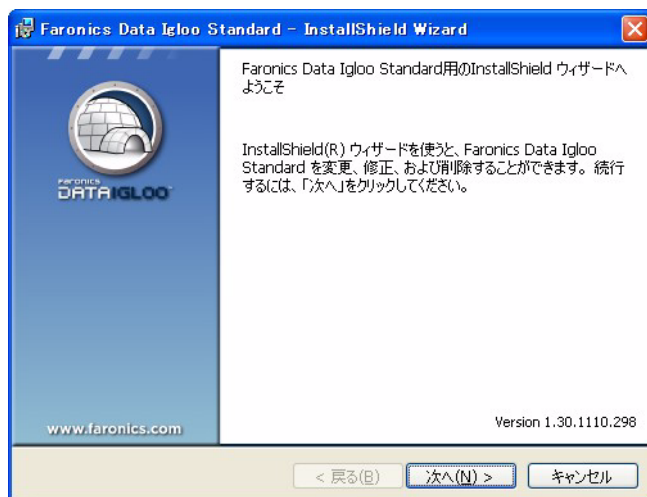 Faronics Data Igloo Standard - InstallShield Wizard
Faronics Data Igloo Standard用のInstallShield ウィザードへ
ようこそ
InstallShield(R) ウィザードを使うと、Faronics Data Igloo
Standard を変更、修正、および削除することができます。続行
するには、「次へ」をクリックしてください。
FARONICS
DATAIGLOO
www.faronics.com
Version 1.30.1110.298
< 戻る(B)
次へ(N) >
キャンセル